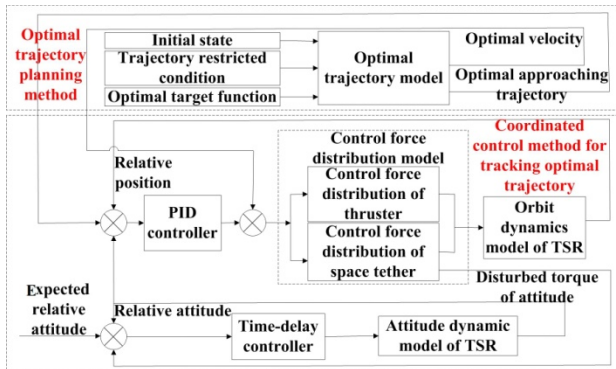 Optimal
trajectory
planning
method
Initial state
Trajectory restricted
condition
Optimal target function
Optimal
trajectory model
Optimal velocity
Optimal approaching
trajectory
Coordinated
control method for
tracking optimal
trajectory
Control force
distribution model
Relative
position
PID
controller
Control force
distribution of
thruster
Control force
distribution of
space tether
Orbit
dynamics
model of TSR
Disturbed torque
of attitude
Expected
relative
attitude
Relative attitude
Time-delay
controller
Attitude dynamic
model of TSR